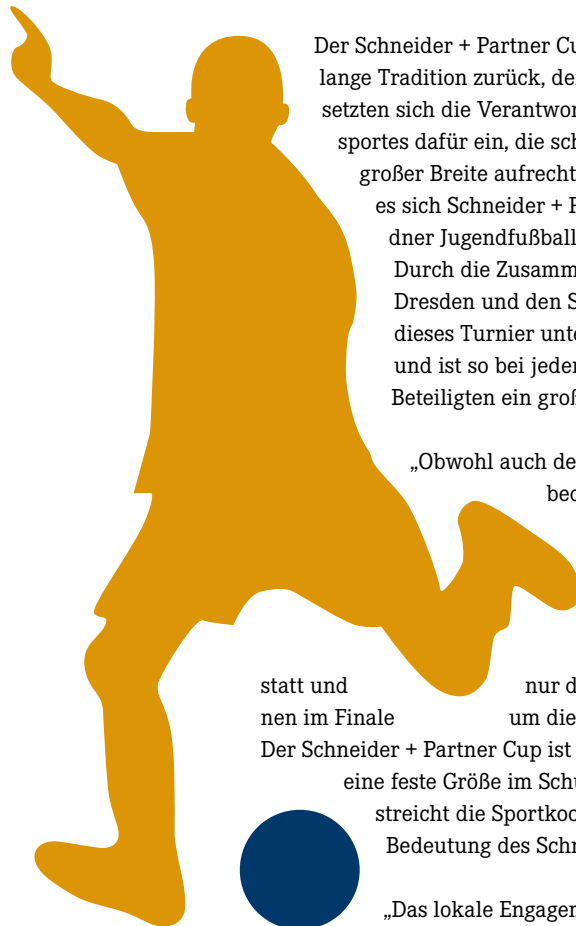 Der Schneider + Partner Cu
lange Tradition zurück, de
setzten sich die Verantwor
sportes dafür ein, die sch
großer Breite aufrecht
es sich Schneider + P
dner Jugendfußball
Durch die Zusamm
Dresden und den S
dieses Turnier unte
und ist so bei jeder
Beteiligten ein groß
„Obwohl auch de
beo
statt und nur d
nen im Finale um die
Der Schneider + Partner Cup ist
eine feste Größe im Schu
streicht die Sportkoo
Bedeutung des Schn
„Das lokale Engagem